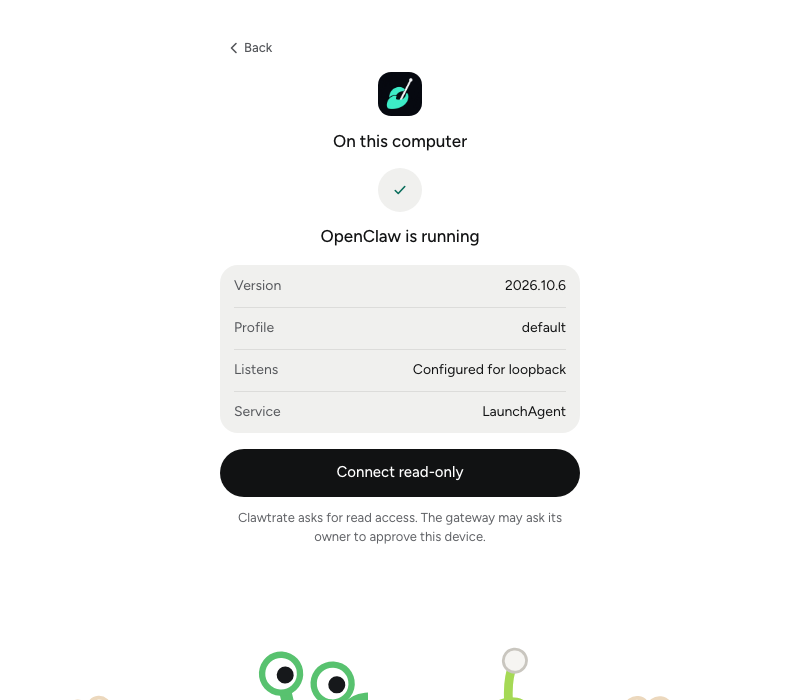 Back
On this computer
OpenClaw is running
Version 2026.10.6
Profile default
Listens Configured for loopback
Service LaunchAgent
Connect read-only
Clawtrate asks for read access. The gateway may ask its
owner to approve this device.